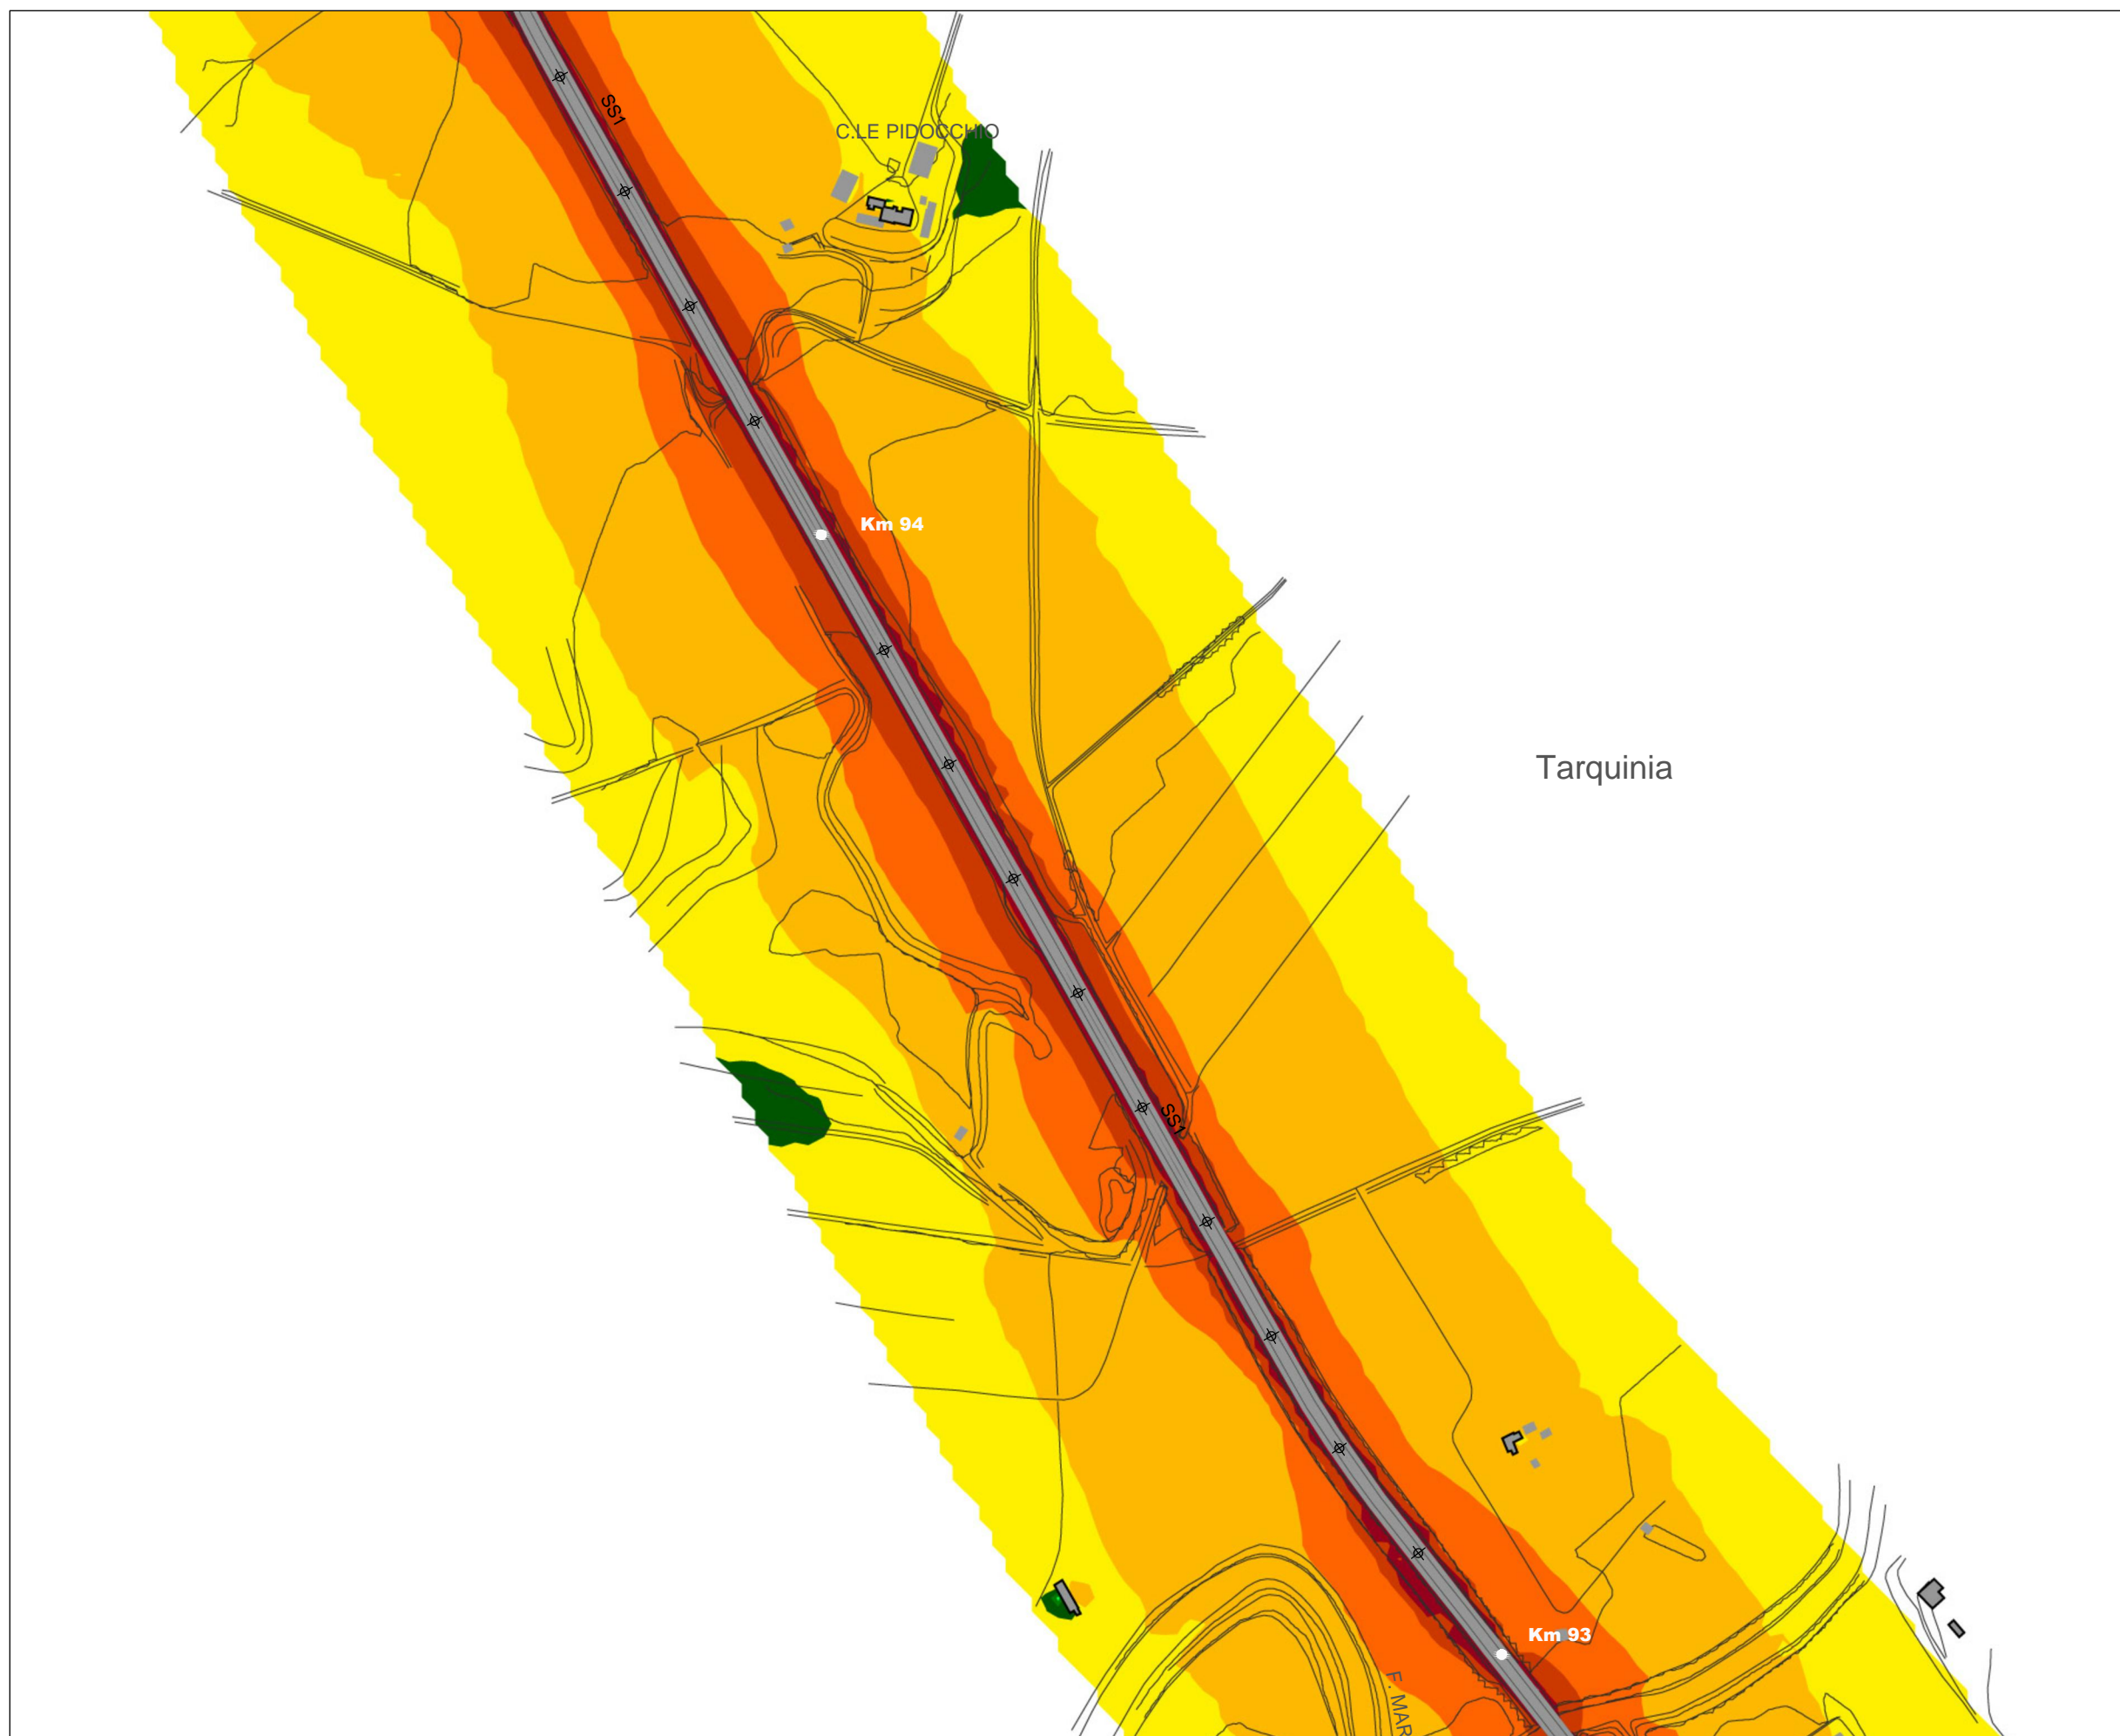 SS1
C.LE PIDOCCHIO
Km 94
Tarquinia
SS1
Km 93
F. MAR